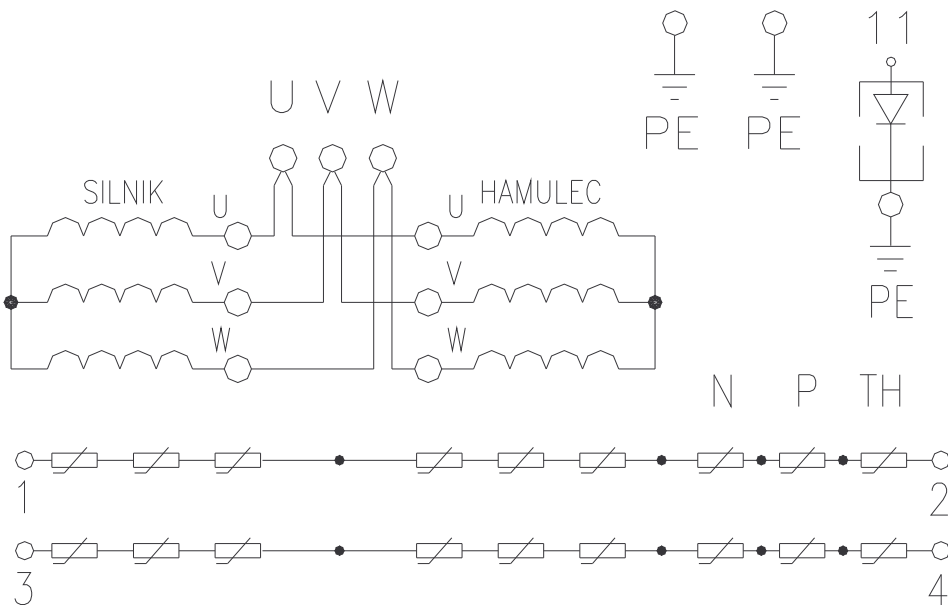 11
U V W
PE PE
SILNIK U U HAMULEC
V V
PE
W W
N P TH
1 2
3 4